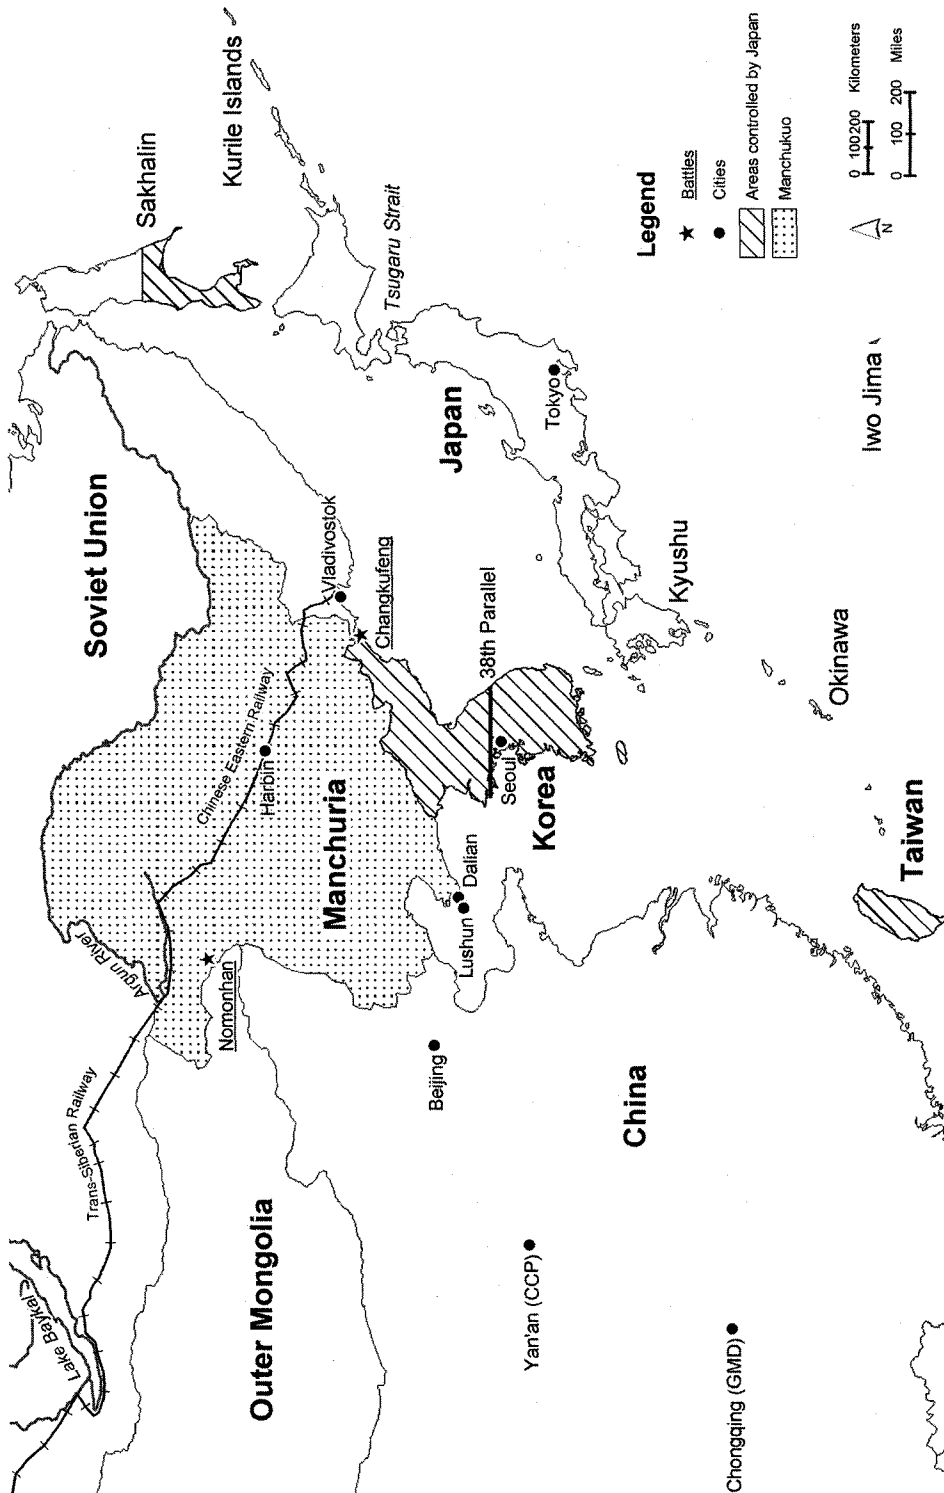 Lake Baykal
Trans-Siberian Railway
Argun River
Soviet Union
Sakhalin
Kurile Islands
Outer Mongolia
Nomonhan
Chinese Eastern Railway
Harbin
Manchuria
Vladivostok
Changkufeng
Tsugaru Strait
Japan
Beijing
Lushun
Dalian
Seoul
Korea
38th Parallel
Tokyo
Yan'an (CCP)
China
Kyushu
Chongqing (GMD)
Okinawa
Iwo Jima
Taiwan
Legend
Battles
Cities
Areas controlled by Japan
Manchukuo
N
0 100 200 Kilometers
0 100 200 Miles